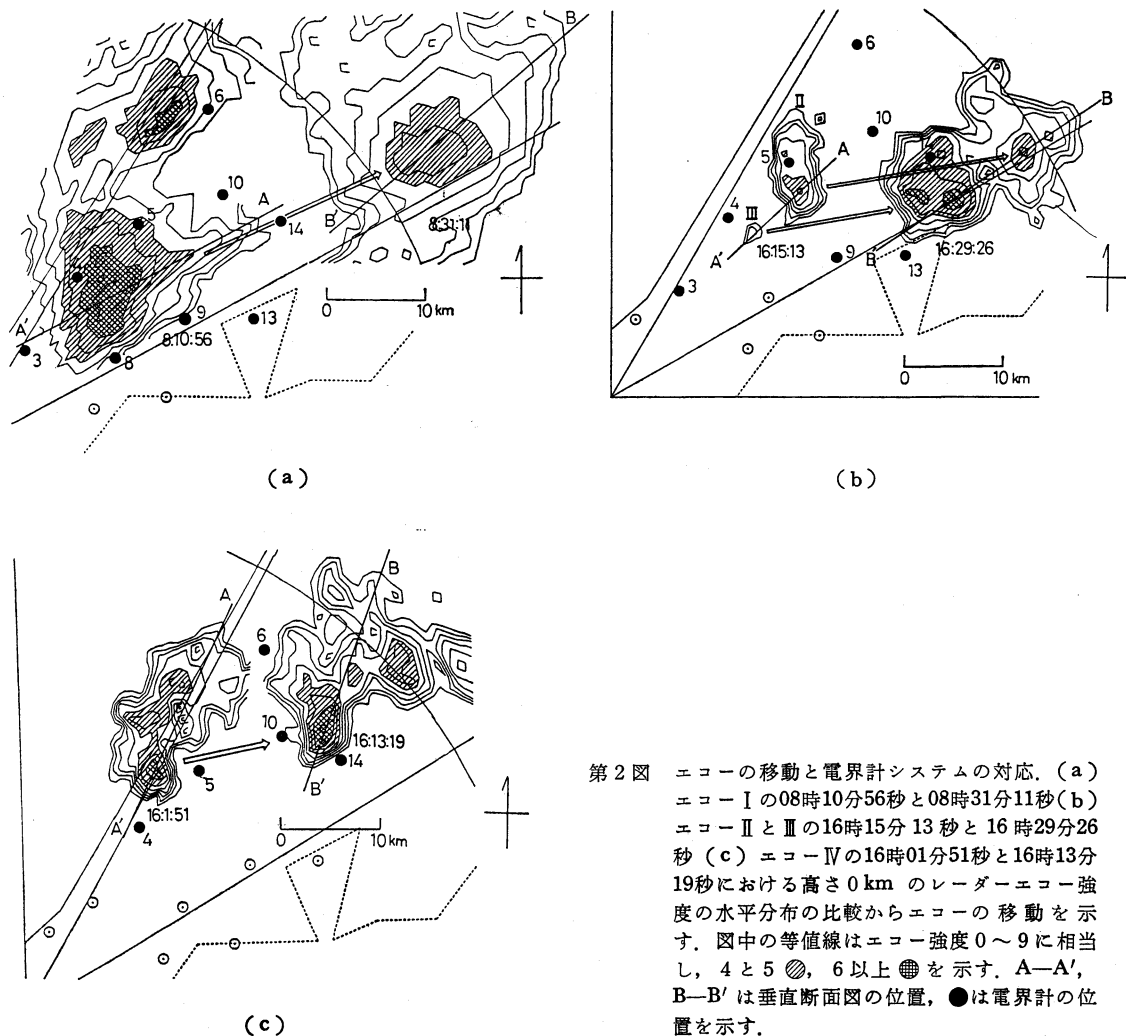 B
6
10
A
5
14
B'
8:31:11
0 10 km
A'
3
9
13
8:10:56
8
(a)
6
II
10
B
A
5
4
III
16:15:13
A'
9
B'
16:29:26
13
3
0 10 km
(b)
A
B
6
10
16:13:19
14
5
B'
16:1:51
A'
4
0 10 km
(c)
第2図 エコーの移動と電界計システムの対応. (a)
エコーⅠの08時10分56秒と08時31分11秒(b)
エコーⅡとⅢの16時15分13秒と16時29分26
秒 (c) エコーⅣの16時01分51秒と16時13分
19秒における高さ0kmのレーダーエコー強
度の水平分布の比較からエコーの移動を示
す. 図中の等値線はエコー強度0～9に相当
し, 4と5 , 6以上 を示す. A—A′,
B—B′ は垂直断面図の位置, ●は電界計の位
置を示す.